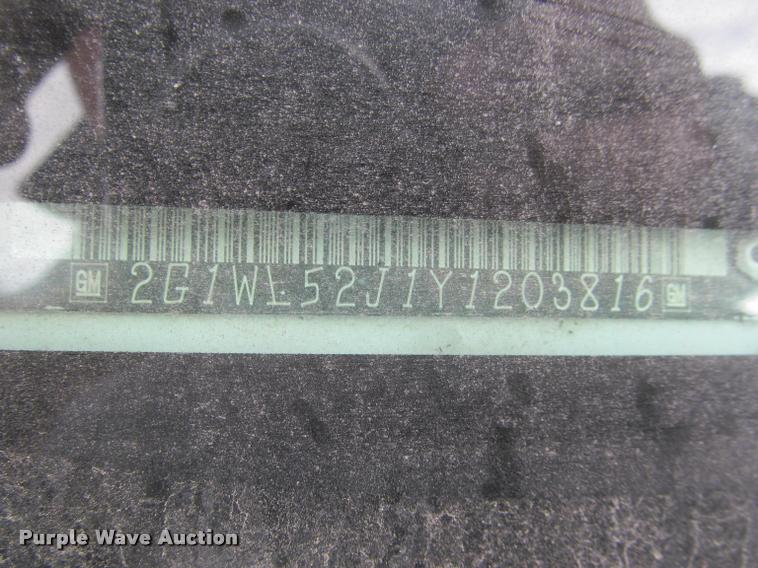 GM 2G1WL52J1Y1203816 GM
Purple Wave Auction